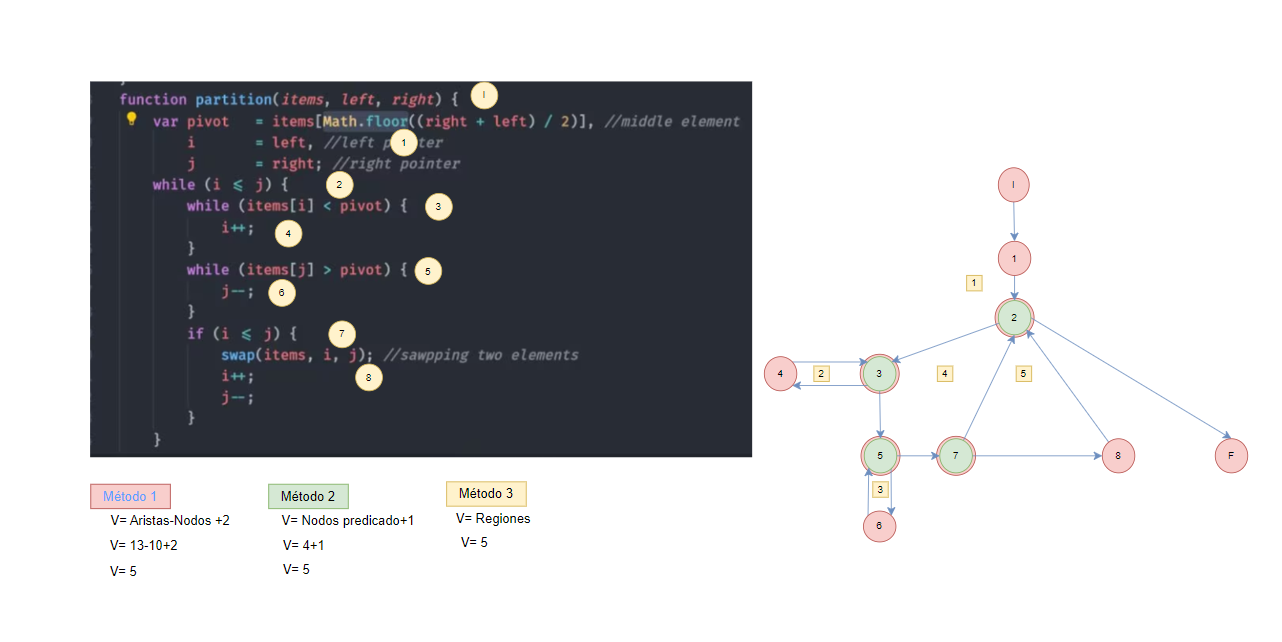 function partition(items, left, right) { I
var pivot = items[Math.floor((right + left) / 2)], //middle element
i = left, //left p 1 ter
j = right; //right pointer
while (i ⩽ j) { 2
while (items[i] < pivot) { 3
i++; 4
}
while (items[j] > pivot) { 5
j--; 6
}
if (i ⩽ j) { 7
swap(items, i, j); //sawpping two elements
i++; 8
j--;
}
}
I
1
1
2
4
2
3
4
5
5
7
8
F
3
6
Método 1
V= Aristas-Nodos +2
V= 13-10+2
V= 5
Método 2
V= Nodos predicado+1
V= 4+1
V= 5
Método 3
V= Regiones
V= 5